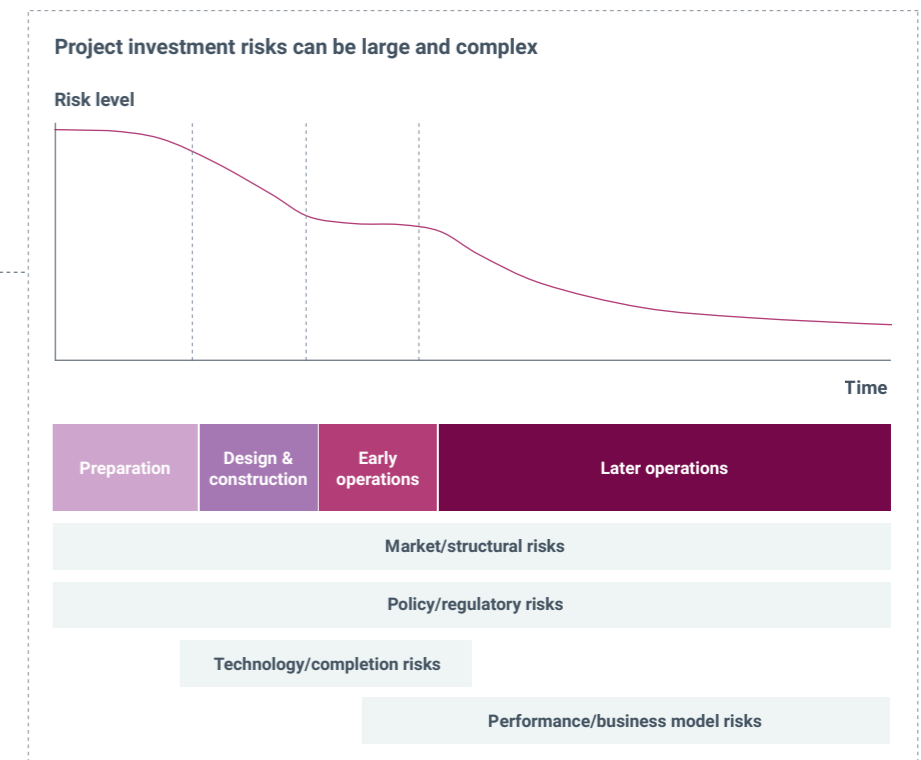 Project investment risks can be large and complex
Risk level
Time
Preparation
Design &
construction
Early
operations
Later operations
Market/structural risks
Policy/regulatory risks
Technology/completion risks
Performance/business model risks